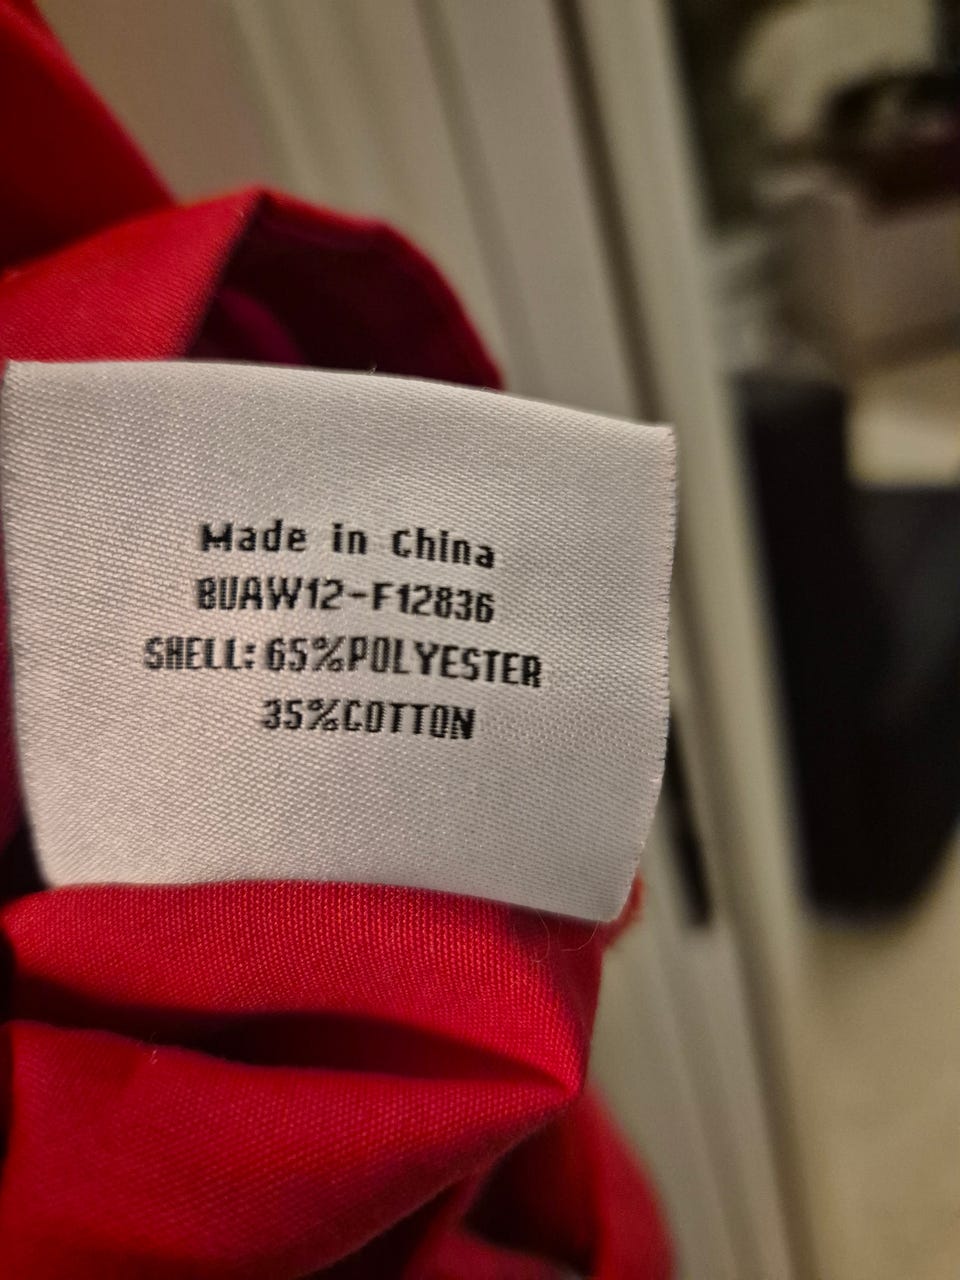 Made in China
BUAW12-F12836
SHELL: 65%POLYESTER
35%COTTON